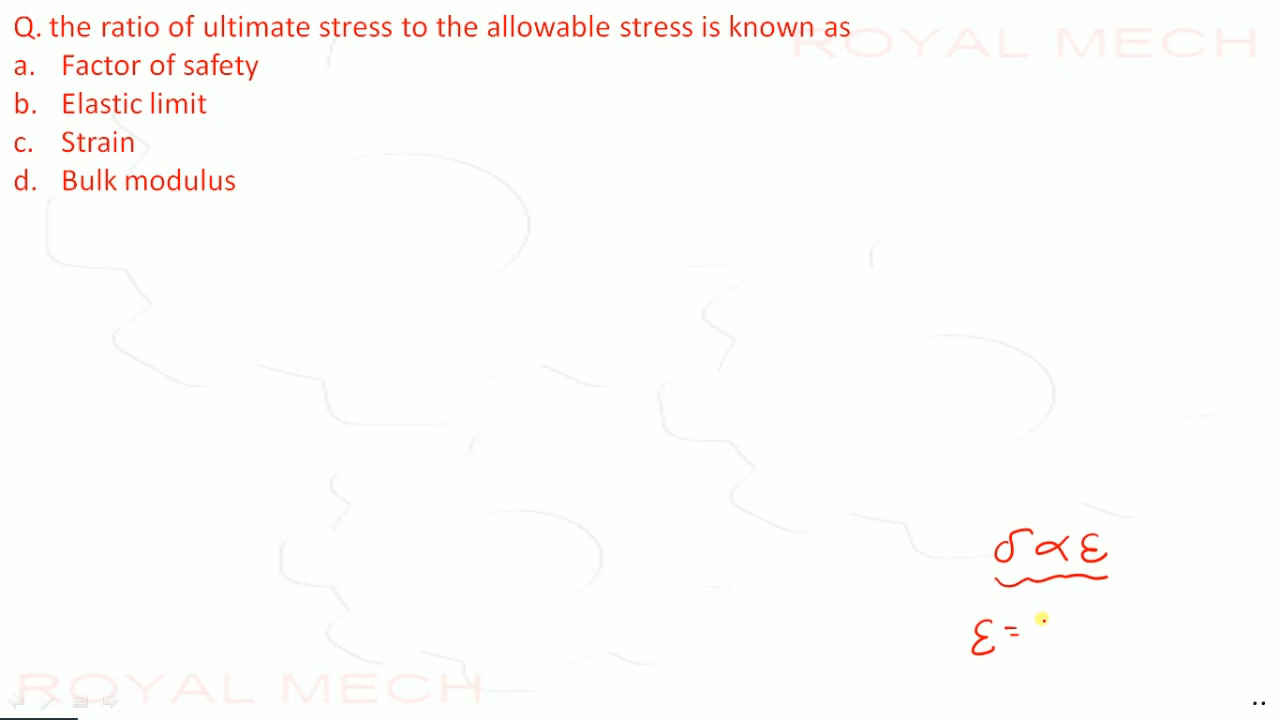 Q. the ratio of ultimate stress to the allowable stress is known as
ROYAL MECH
a. Factor of safety
b. Elastic limit
c. Strain
d. Bulk modulus
σ ∝ ε
ε =
ROYAL MECH